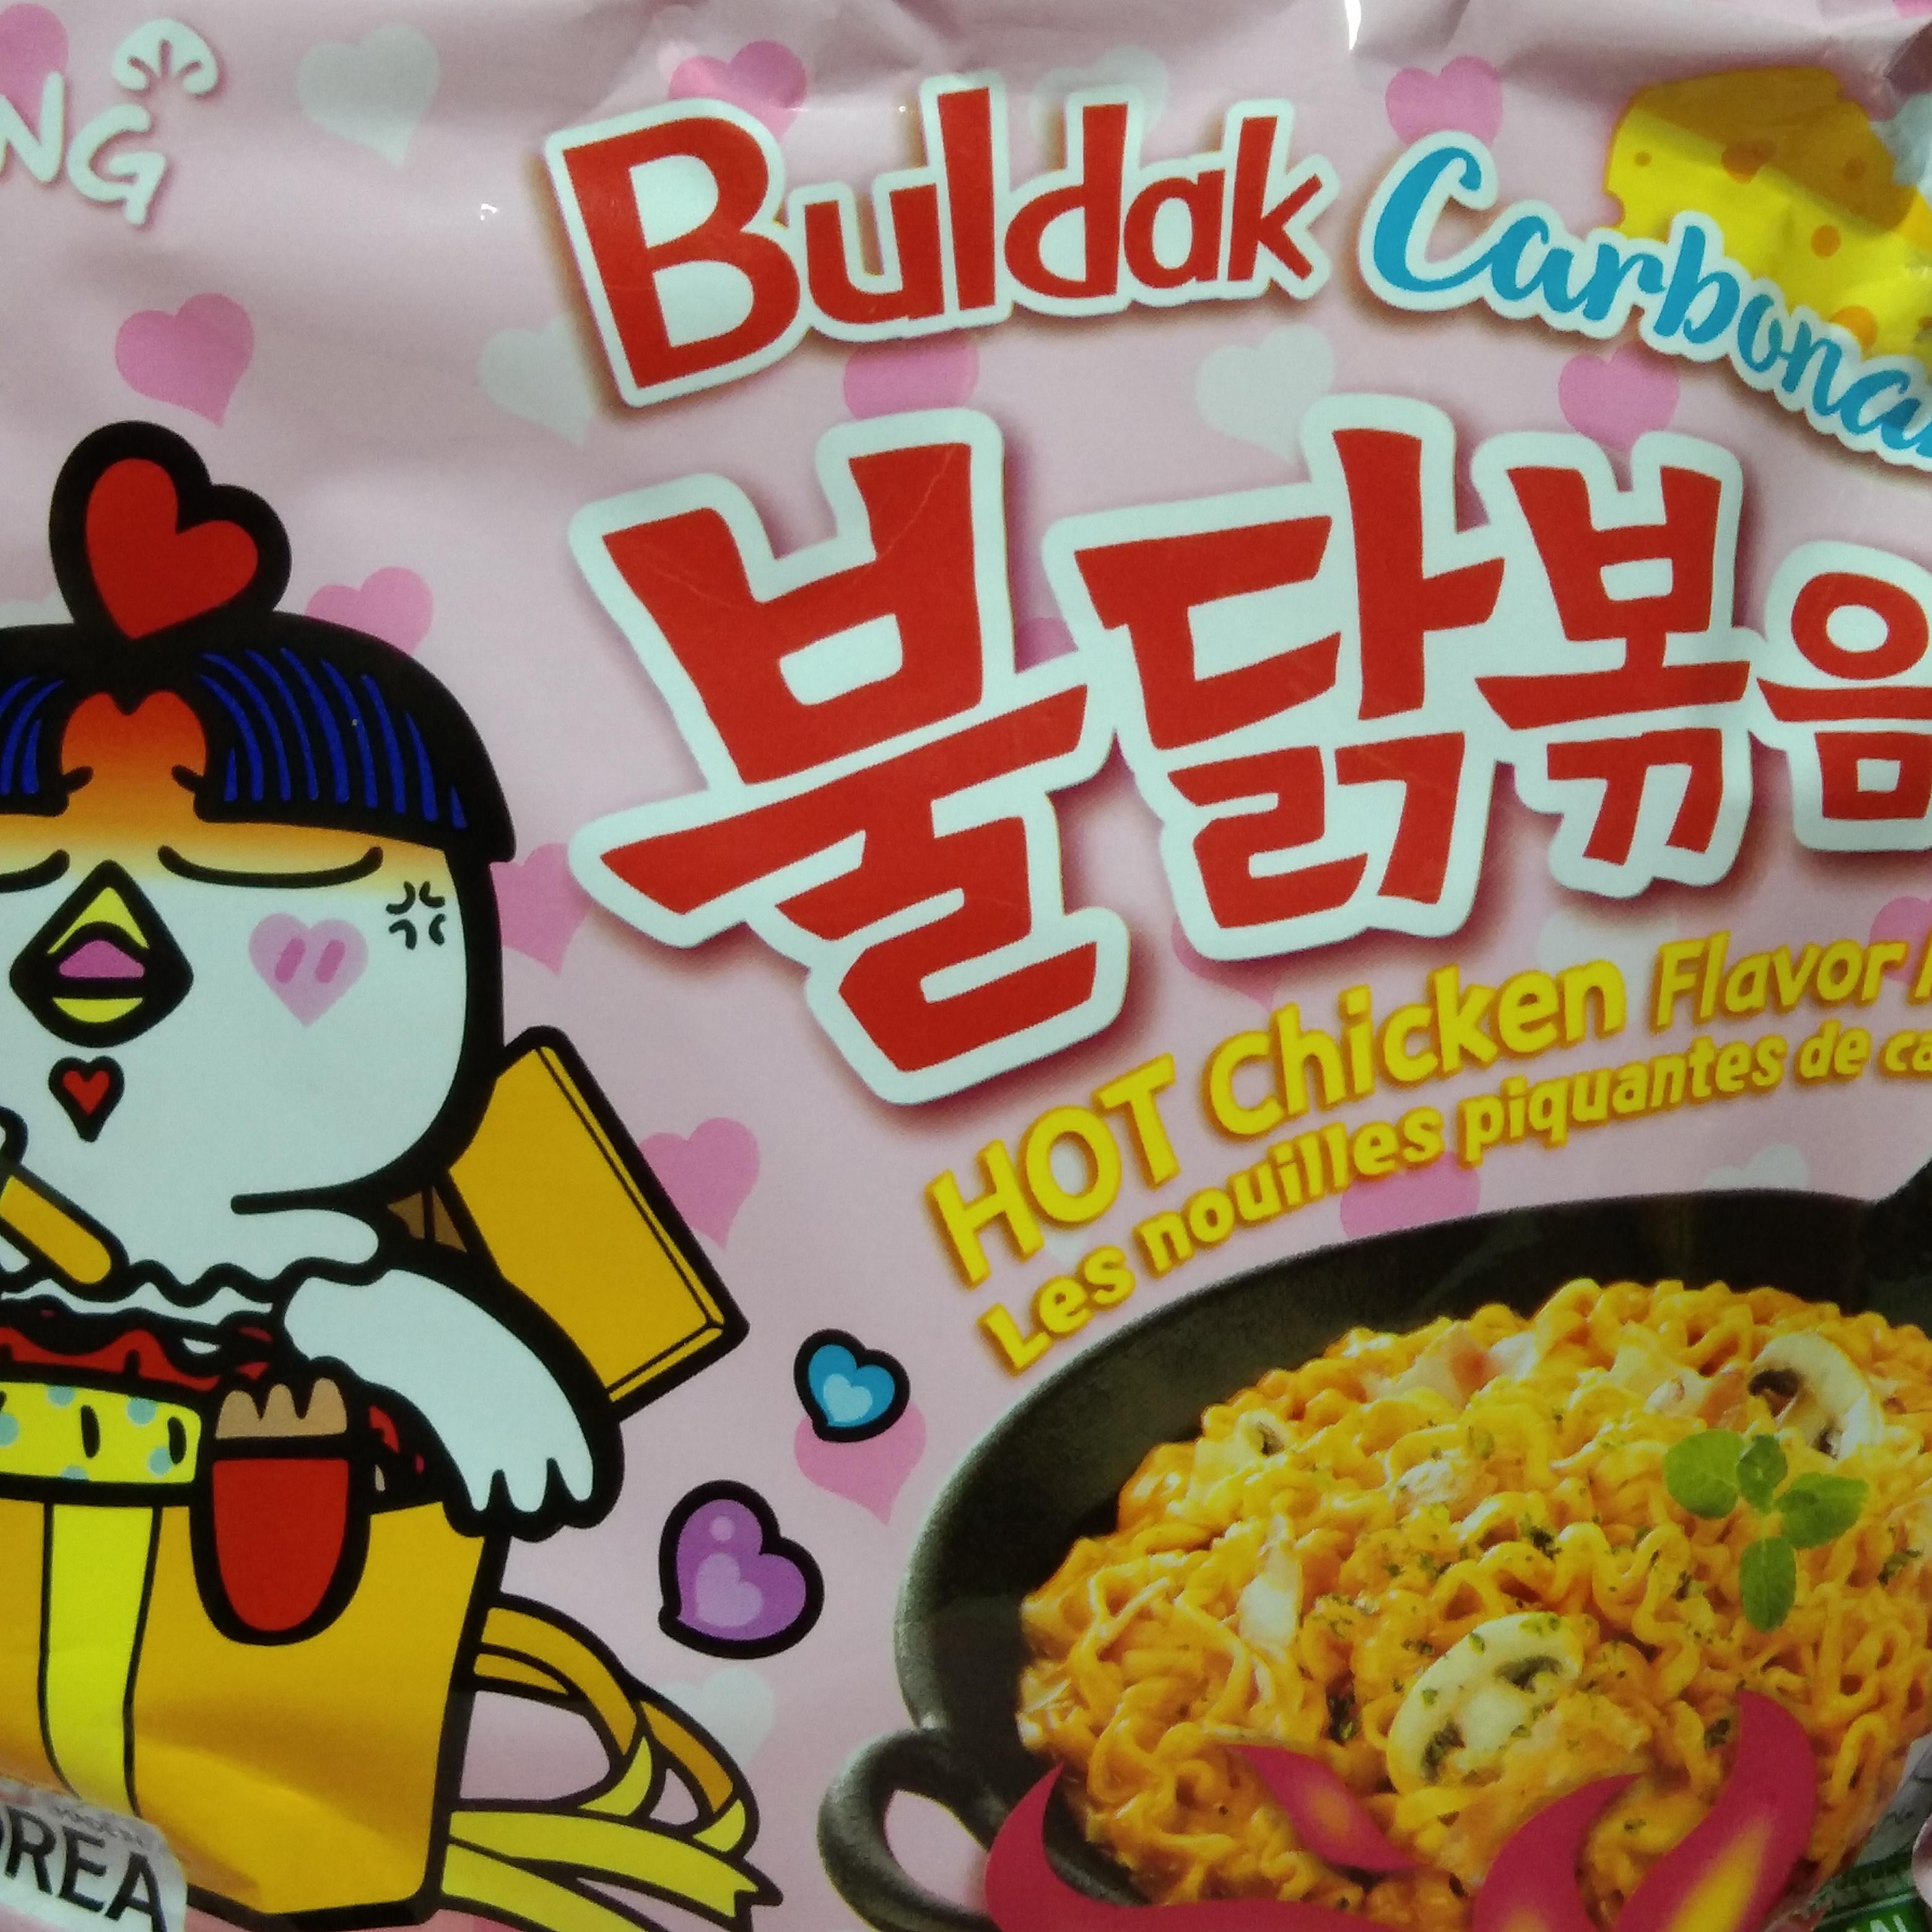 NG
Buldak Carbona
불닭볶음
HOT Chicken Flavor
Les nouilles piquantes de ca
OREA